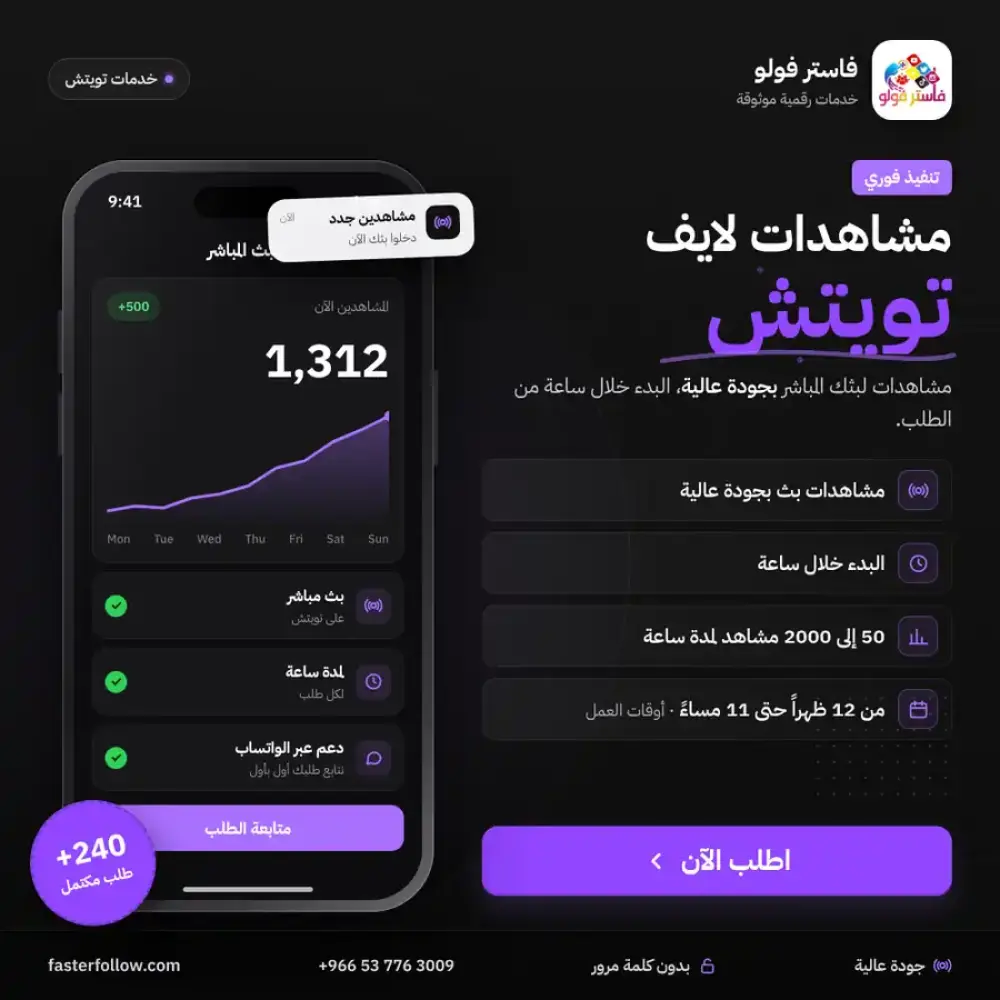 فاستر فولو
خدمات رقمية موثوقة
فاستر فولو
خدمات تويتش
تنفيذ فوري
مشاهدات لايف
تويتش
مشاهدات لبثك المباشر بجودة عالية، البدء خلال ساعة من
الطلب.
مشاهدات بث بجودة عالية
البدء خلال ساعة
50 إلى 2000 مشاهد لمدة ساعة
من 12 ظهراً حتى 11 مساءً · أوقات العمل
اطلب الآن
9:41
مشاهدين جدد
الآن
دخلوا بثك الآن
بث المباشر
المشاهدين الآن
+500
1,312
Mon Tue Wed Thu Fri Sat Sun
بث مباشر
على تويتش
لمدة ساعة
لكل طلب
دعم عبر الواتساب
نتابع طلبك أول بأول
متابعة الطلب
+240
طلب مكتمل
جودة عالية
بدون كلمة مرور
+966 53 776 3009
fasterfollow.com